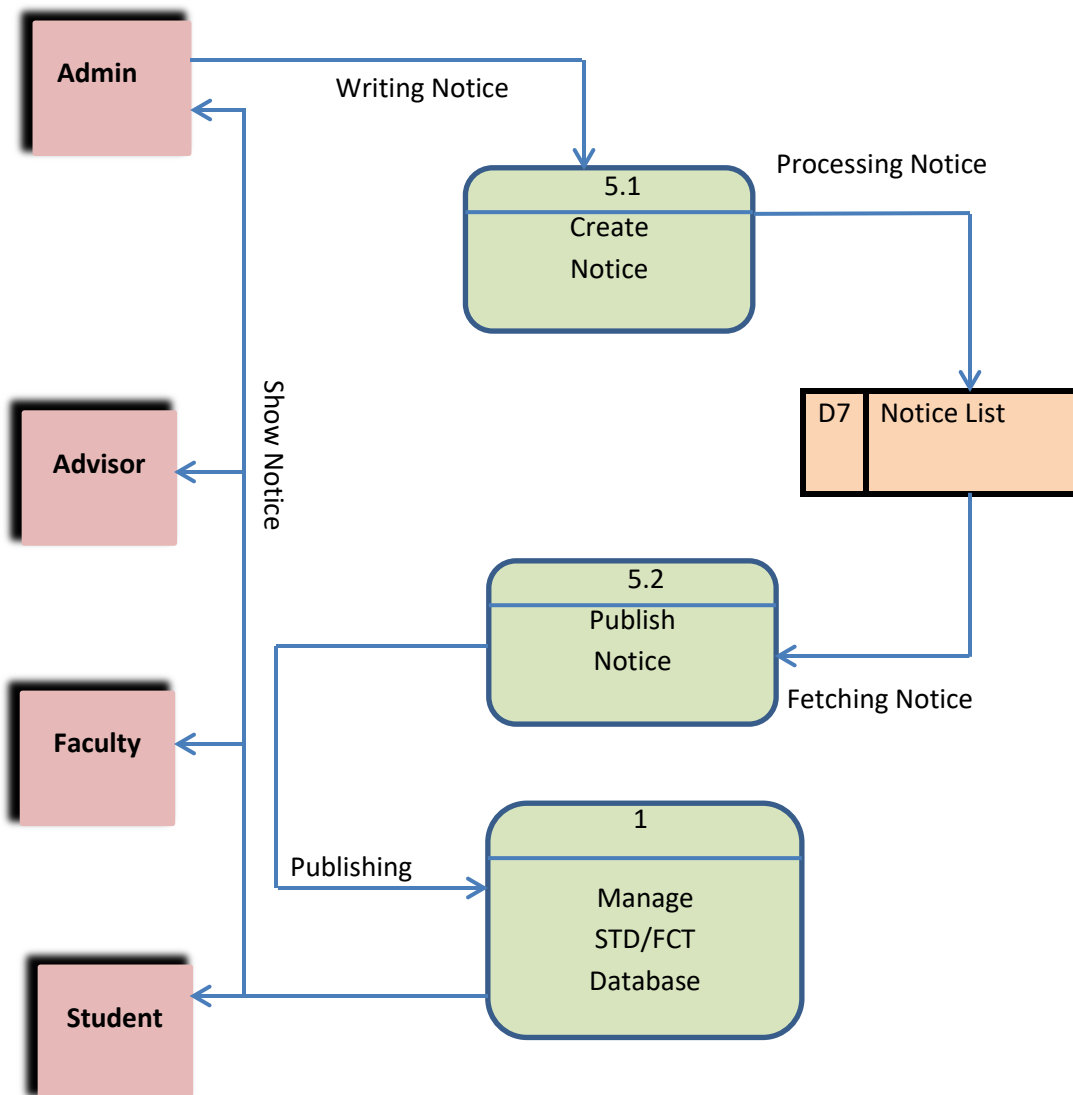 Admin
Writing Notice
Processing Notice
5.1
Create
Notice
Show Notice
D7
Notice List
Advisor
5.2
Publish
Notice
Fetching Notice
Faculty
1
Publishing
Manage
STD/FCT
Database
Student